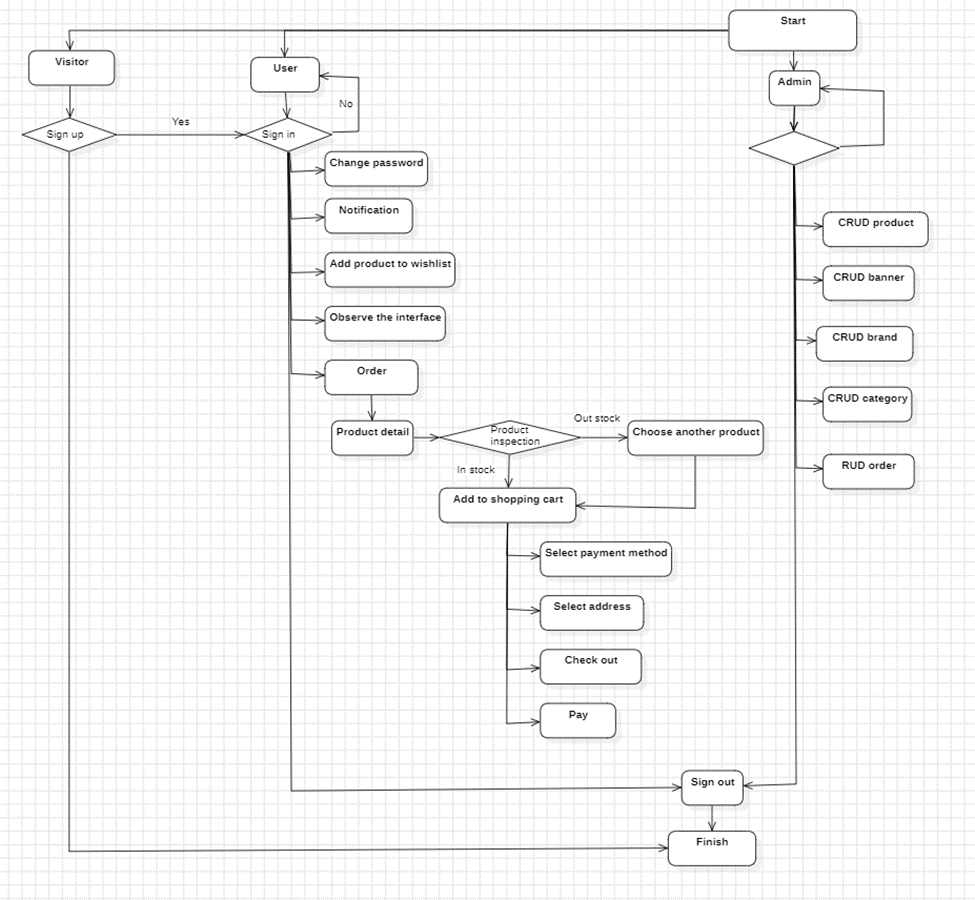 Start
Visitor
User
Admin
No
Yes
Sign up
Sign in
Change password
Notification
CRUD product
Add product to wishlist
CRUD banner
Observe the interface
CRUD brand
Order
CRUD category
Out stock
Product detail
Product
inspection
Choose another product
In stock
RUD order
Add to shopping cart
Select payment method
Select address
Check out
Pay
Sign out
Finish